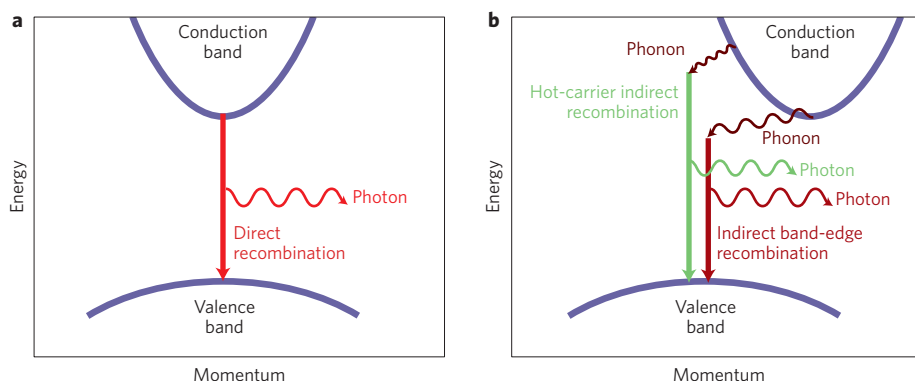 a
Conduction
band
Energy
Photon
Direct
recombination
Valence
band
Momentum
b
Conduction
band
Phonon
Hot-carrier indirect
recombination
Phonon
Energy
Photon
Photon
Indirect band-edge
recombination
Valence
band
Momentum